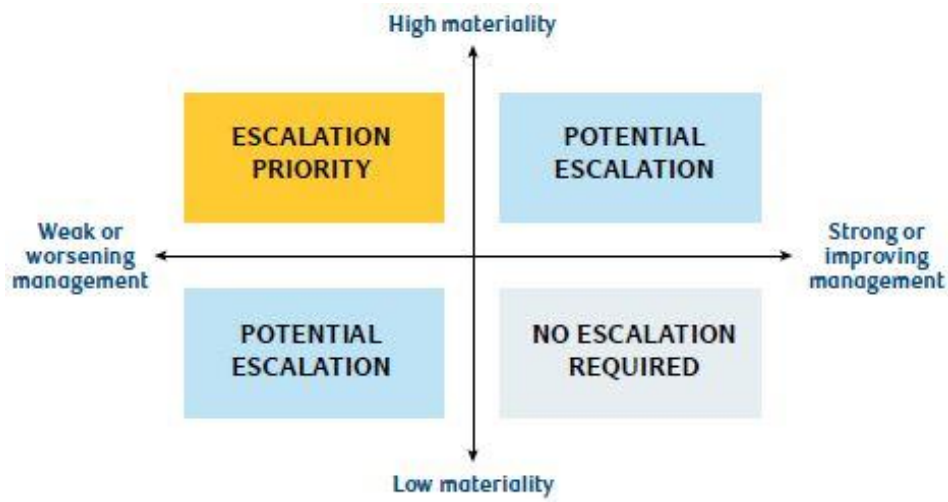 High materiality
ESCALATION
PRIORITY
POTENTIAL
ESCALATION
Weak or
worsening
management
Strong or
improving
management
POTENTIAL
ESCALATION
NO ESCALATION
REQUIRED
Low materiality